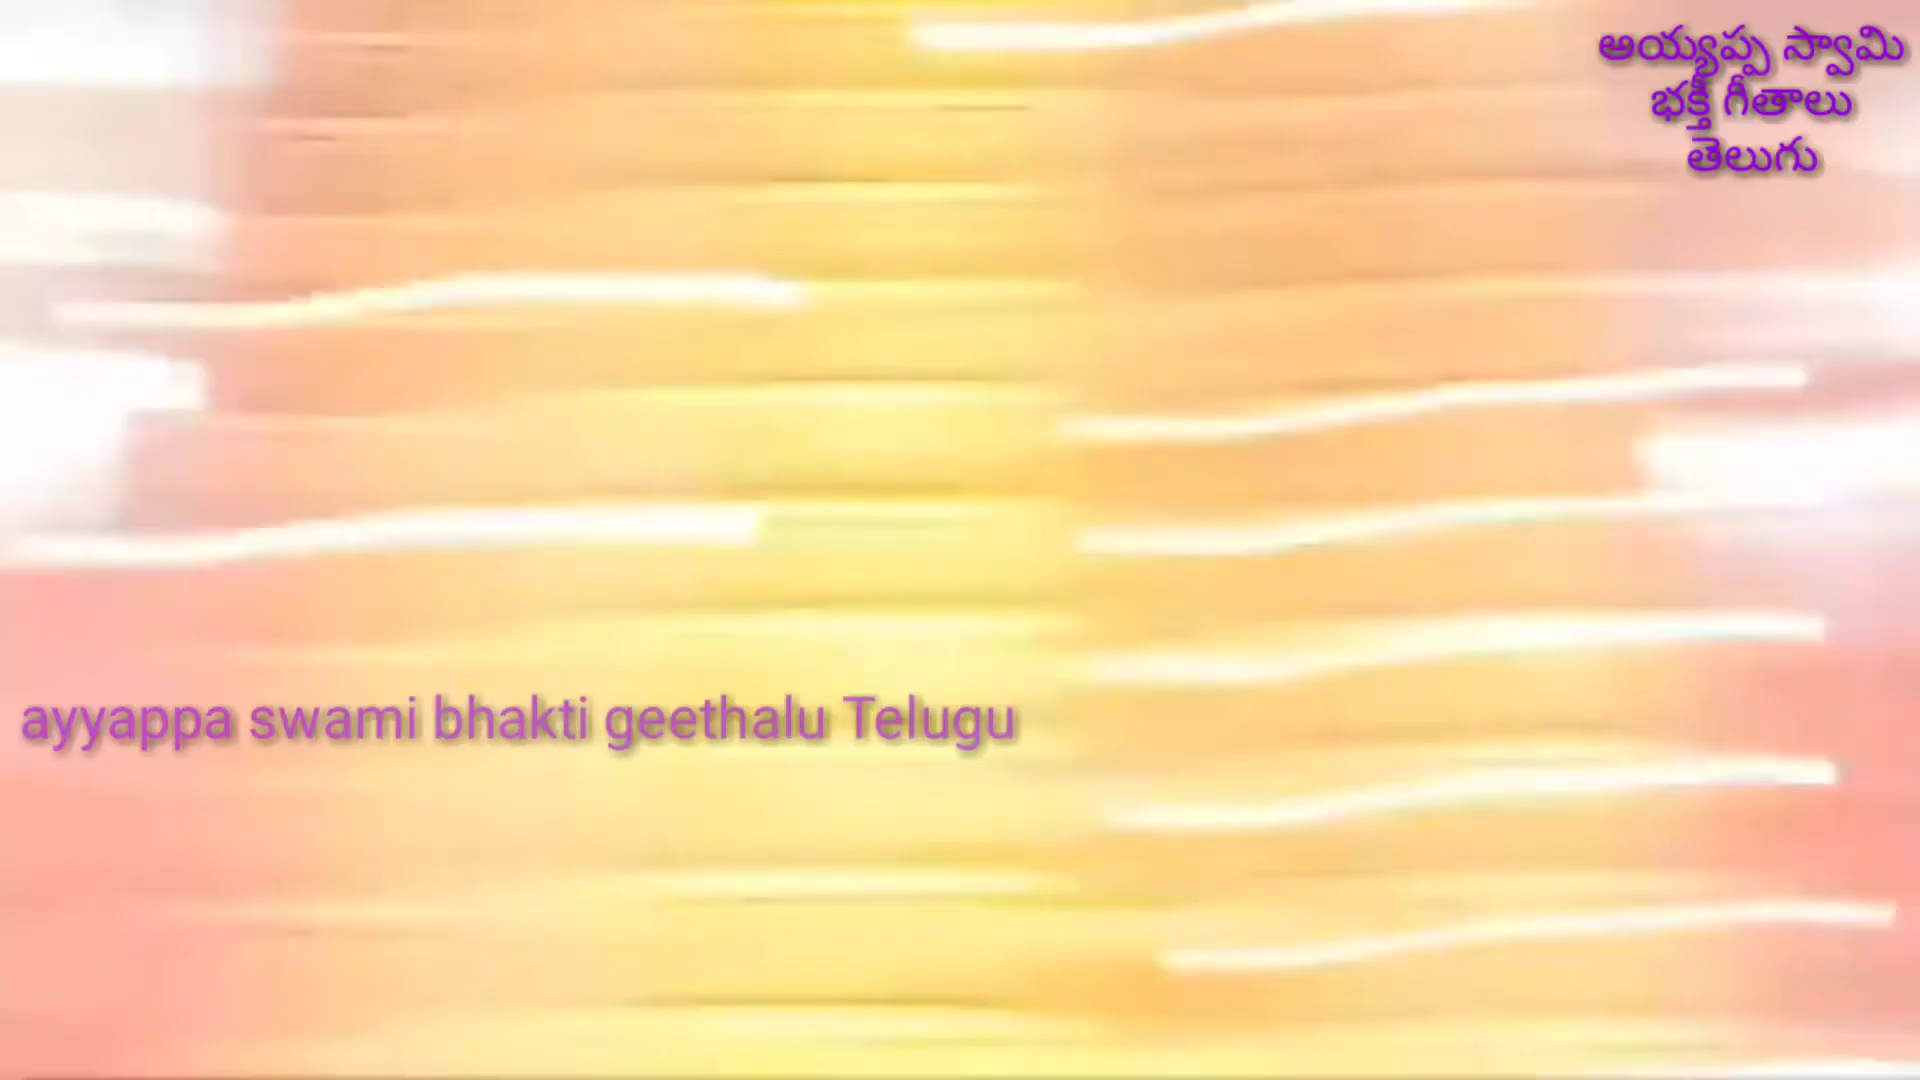 అయ్యప్ప స్వామి
భక్తి గీతాలు
తెలుగు
ayyappa swami bhakti geethalu Telugu